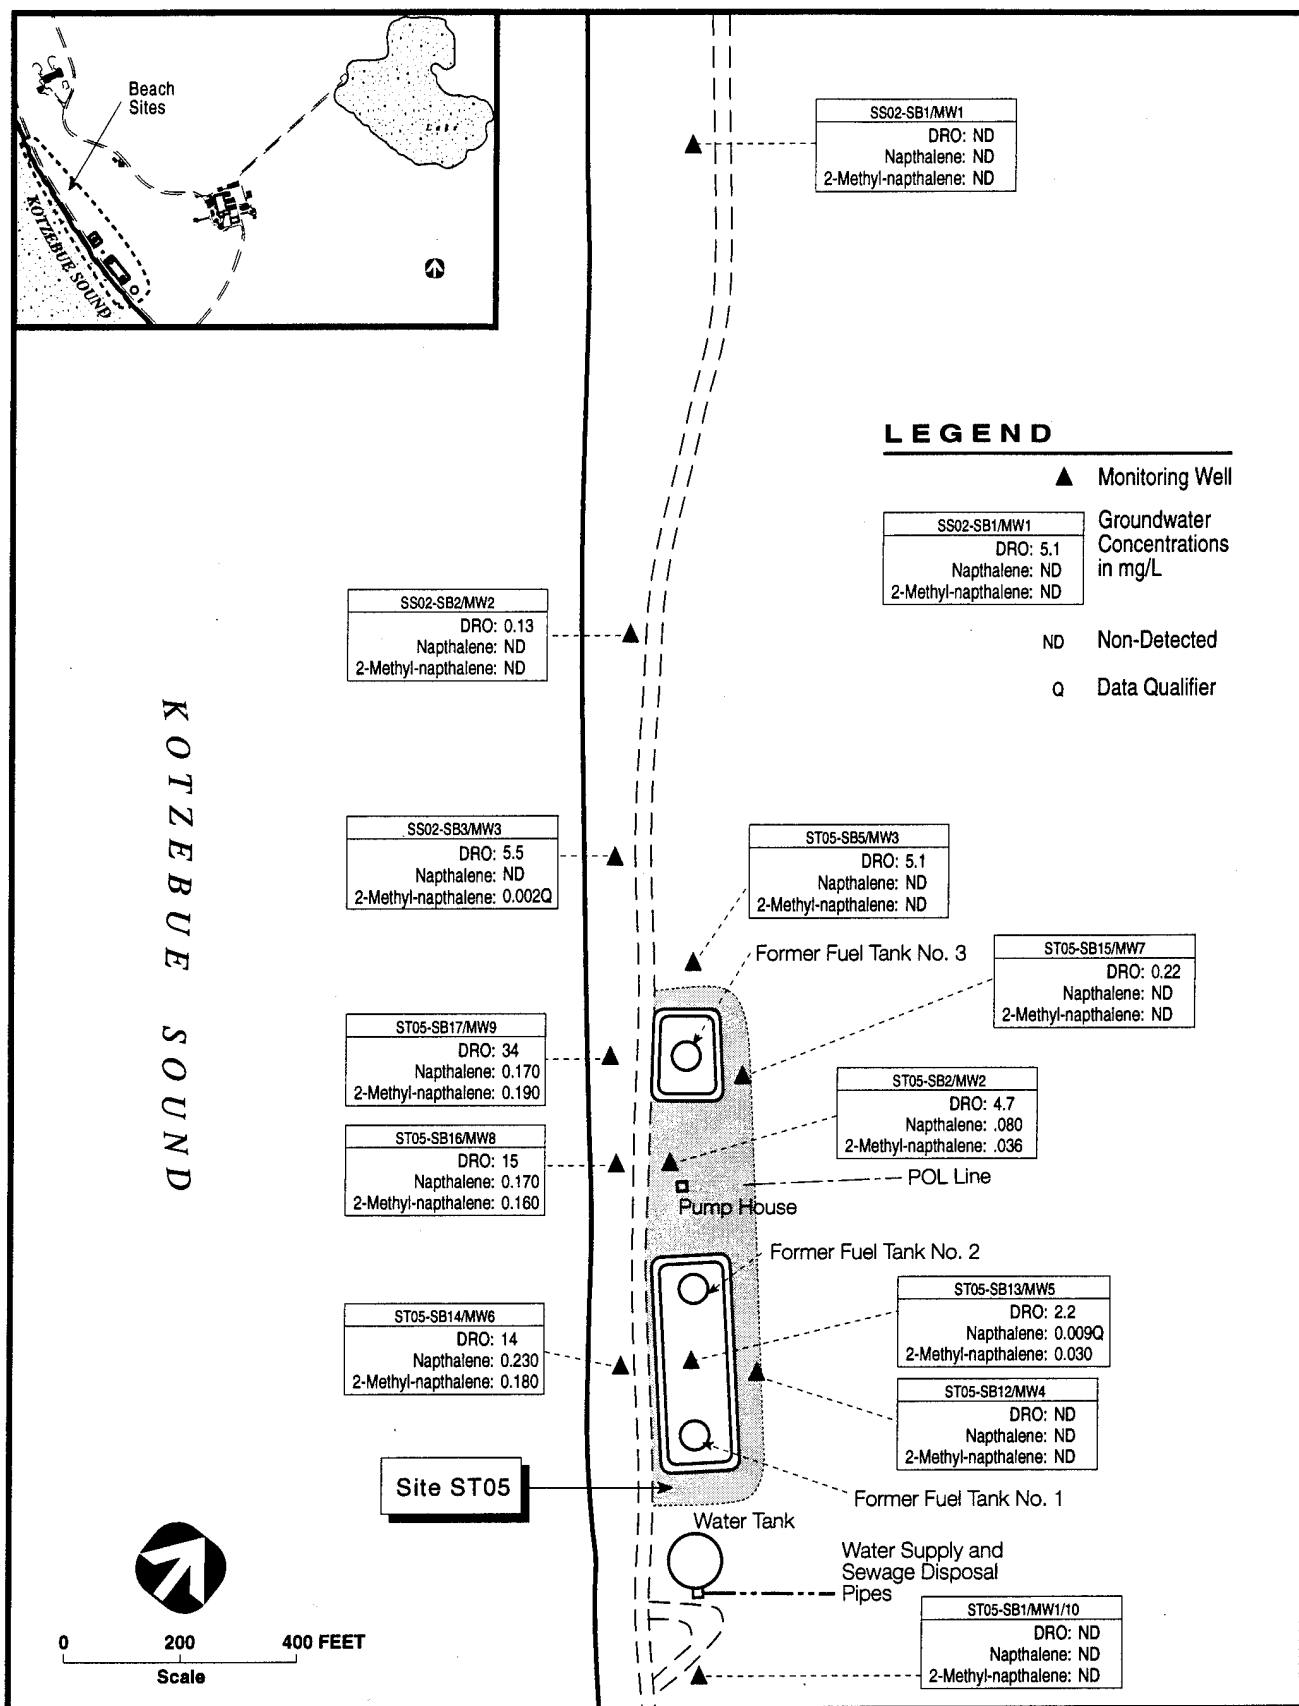 Beach
Sites
Lake
KOTZEBUE SOUND
SS02-SB1/MW1
DRO: ND
Napthalene: ND
2-Methyl-napthalene: ND
LEGEND
Monitoring Well
SS02-SB1/MW1
DRO: 5.1
Napthalene: ND
2-Methyl-napthalene: ND
Groundwater
Concentrations
in mg/L
ND Non-Detected
Q Data Qualifier
SS02-SB2/MW2
DRO: 0.13
Napthalene: ND
2-Methyl-napthalene: ND
KOTZEBUE SOUND
SS02-SB3/MW3
DRO: 5.5
Napthalene: ND
2-Methyl-napthalene: 0.002Q
ST05-SB5/MW3
DRO: 5.1
Napthalene: ND
2-Methyl-napthalene: ND
Former Fuel Tank No. 3
ST05-SB15/MW7
DRO: 0.22
Napthalene: ND
2-Methyl-napthalene: ND
ST05-SB17/MW9
DRO: 34
Napthalene: 0.170
2-Methyl-napthalene: 0.190
ST05-SB2/MW2
DRO: 4.7
Napthalene: .080
2-Methyl-napthalene: .036
ST05-SB16/MW8
DRO: 15
Napthalene: 0.170
2-Methyl-napthalene: 0.160
POL Line
Pump House
Former Fuel Tank No. 2
ST05-SB13/MW5
DRO: 2.2
Napthalene: 0.009Q
2-Methyl-napthalene: 0.030
ST05-SB14/MW6
DRO: 14
Napthalene: 0.230
2-Methyl-napthalene: 0.180
ST05-SB12/MW4
DRO: ND
Napthalene: ND
2-Methyl-napthalene: ND
Site ST05
Former Fuel Tank No. 1
Water Tank
Water Supply and
Sewage Disposal
Pipes
ST05-SB1/MW1/10
DRO: ND
Napthalene: ND
2-Methyl-napthalene: ND
0 200 400 FEET
Scale